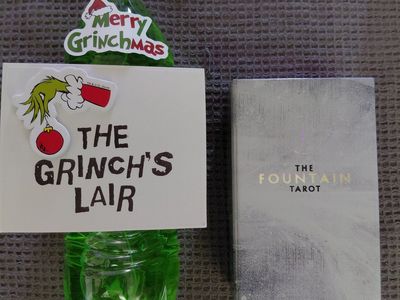 Merry
Grinchmas
THE
GRINCH'S
LAIR
THE
FOUNTAIN
TAROT